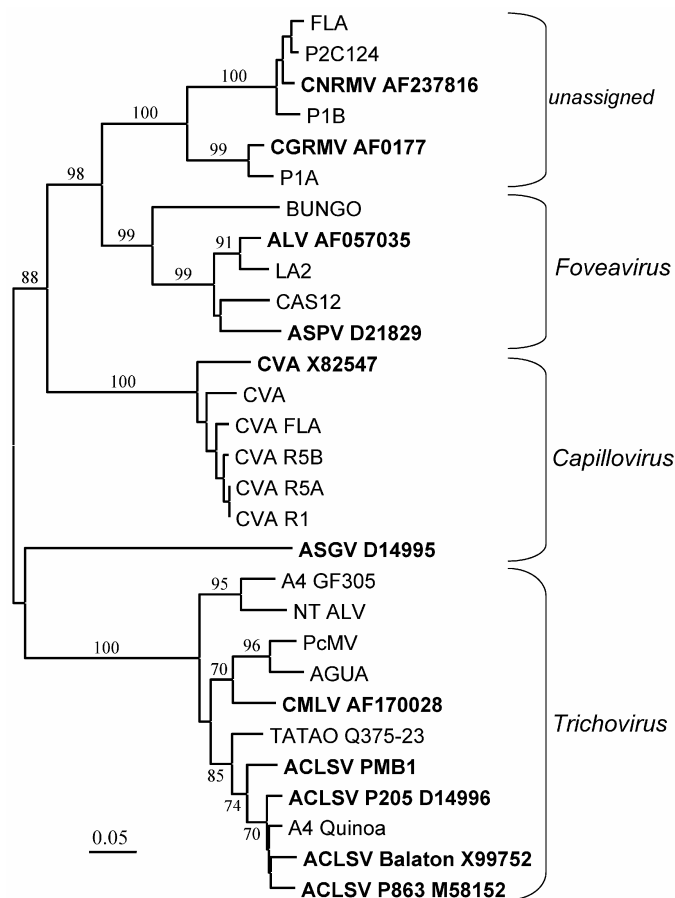 FLA
P2C124
100
CNRMV AF237816
unassigned
P1B
100
CGRMV AF0177
99
P1A
98
BUNGO
99
91
ALV AF057035
Foveavirus
99
LA2
88
CAS12
ASPV D21829
CVA X82547
100
CVA
CVA FLA
CVA R5B
Capillovirus
CVA R5A
CVA R1
ASGV D14995
95
A4 GF305
NT ALV
100
96
PcMV
70
AGUA
CMLV AF170028
Trichovirus
TATAO Q375-23
85
ACLSV PMB1
74
ACLSV P205 D14996
70
A4 Quinoa
0.05
ACLSV Balaton X99752
ACLSV P863 M58152